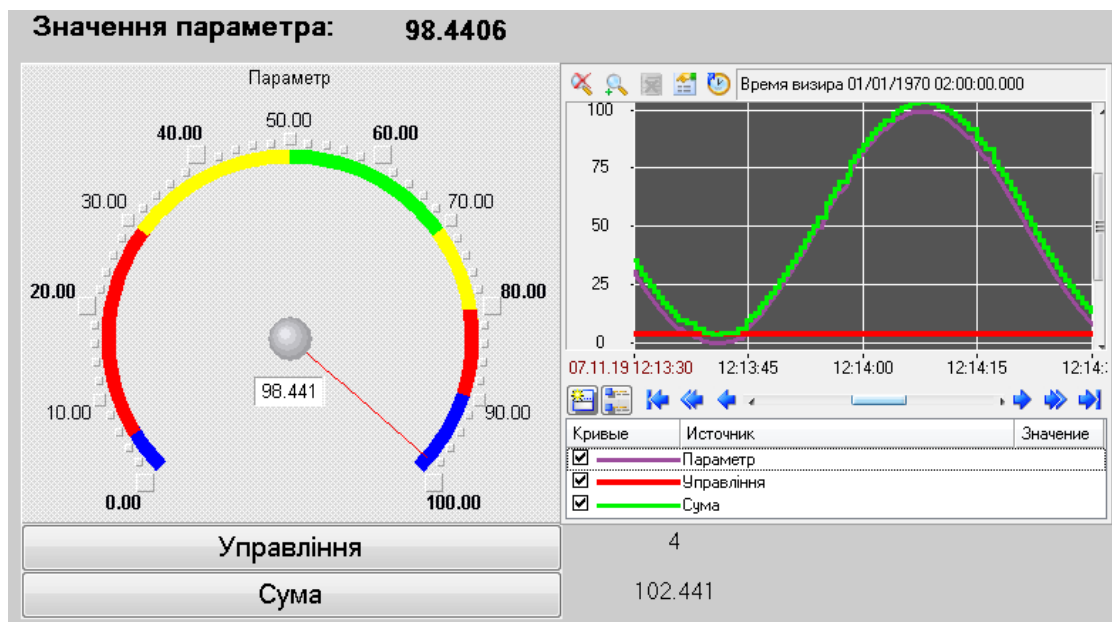 Значення параметра: 98.4406
Параметр
50.00
40.00 60.00
30.00 70.00
20.00 80.00
98.441
10.00 90.00
0.00 100.00
Время визира 01/01/1970 02:00:00.000
100
75
50
25
0
07.11.19 12:13:30 12:13:45 12:14:00 12:14:15 12:14:
Кривые Источник Значение
Параметр
Управління
Сума
Управління 4
Сума 102.441